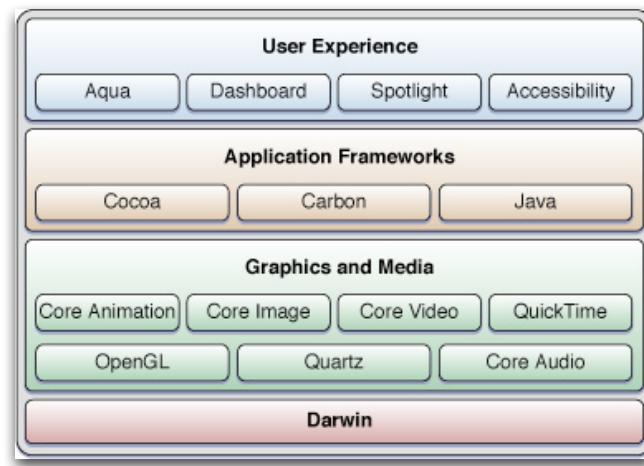 User Experience
Aqua Dashboard Spotlight Accessibility
Application Frameworks
Cocoa Carbon Java
Graphics and Media
Core Animation Core Image Core Video QuickTime
OpenGL Quartz Core Audio
Darwin